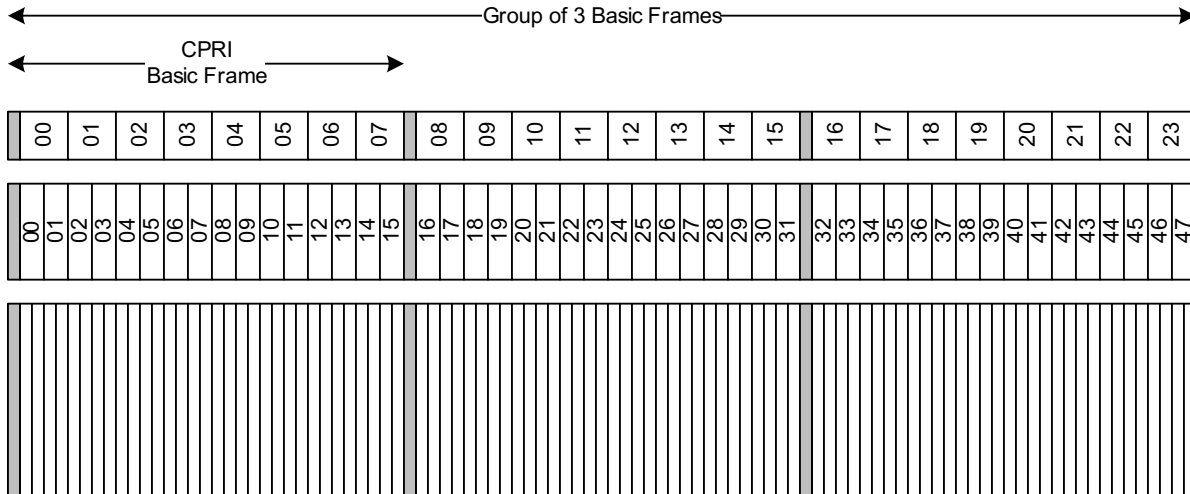 Group of 3 Basic Frames
CPRI
Basic Frame
00 01 02 03 04 05 06 07 08 09 10 11 12 13 14 15 16 17 18 19 20 21 22 23
00 01 02 03 04 05 06 07 08 09 10 11 12 13 14 15 16 17 18 19 20 21 22 23 24 25 26 27 28 29 30 31 32 33 34 35 36 37 38 39 40 41 42 43 44 45 46 47